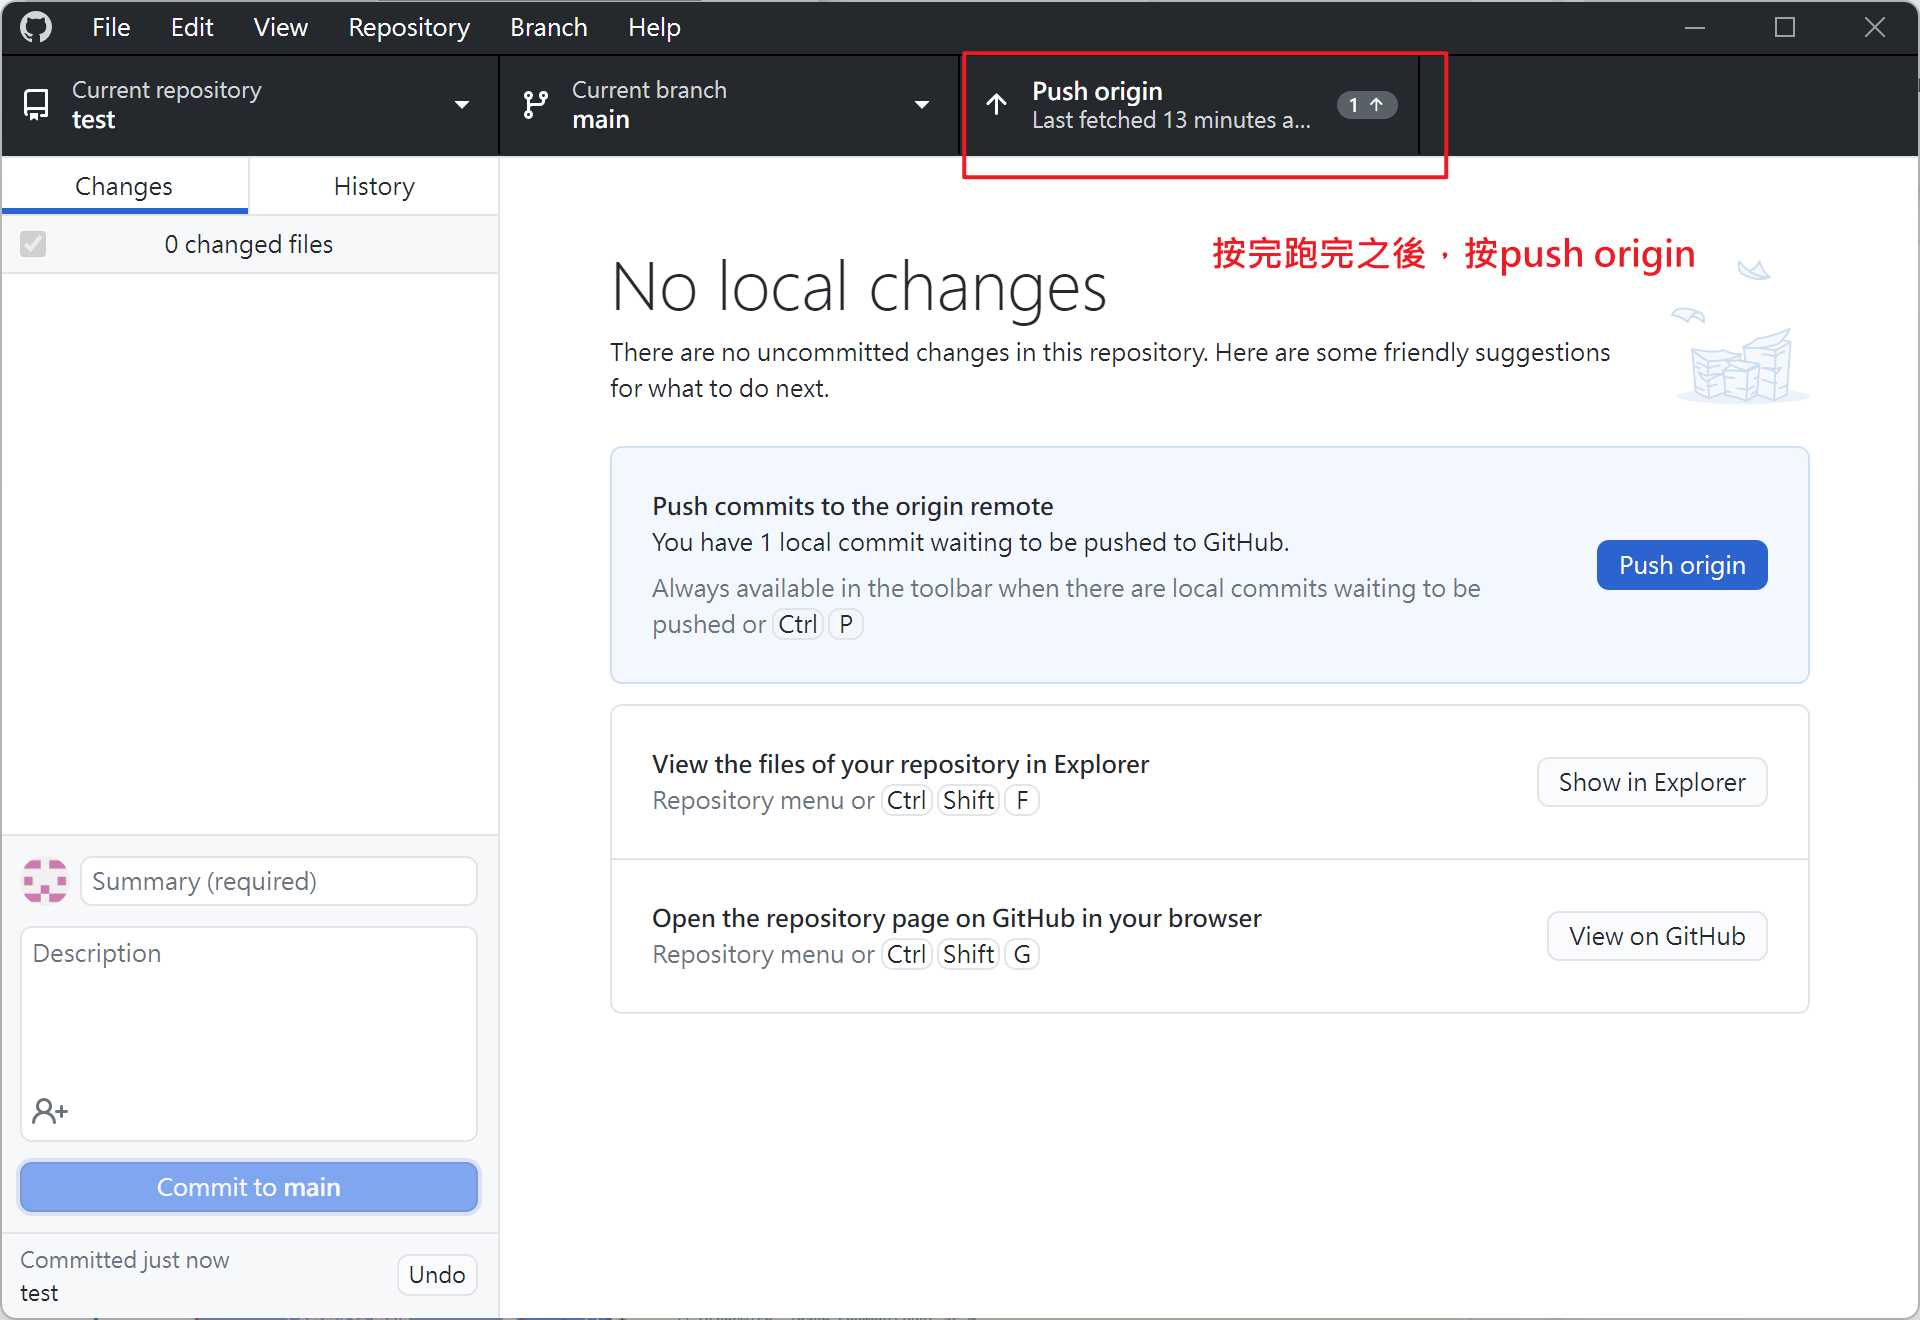 File Edit View Repository Branch Help
Current repository
test
Current branch
main
Push origin
Last fetched 13 minutes a...
1
Changes
History
0 changed files
按完跑完之後，按push origin
No local changes
There are no uncommitted changes in this repository. Here are some friendly suggestions
for what to do next.
Push commits to the origin remote
You have 1 local commit waiting to be pushed to GitHub.
Always available in the toolbar when there are local commits waiting to be
pushed or Ctrl P
Push origin
View the files of your repository in Explorer
Repository menu or Ctrl Shift F
Show in Explorer
Open the repository page on GitHub in your browser
Repository menu or Ctrl Shift G
View on GitHub
Summary (required)
Description
Commit to main
Committed just now
test
Undo